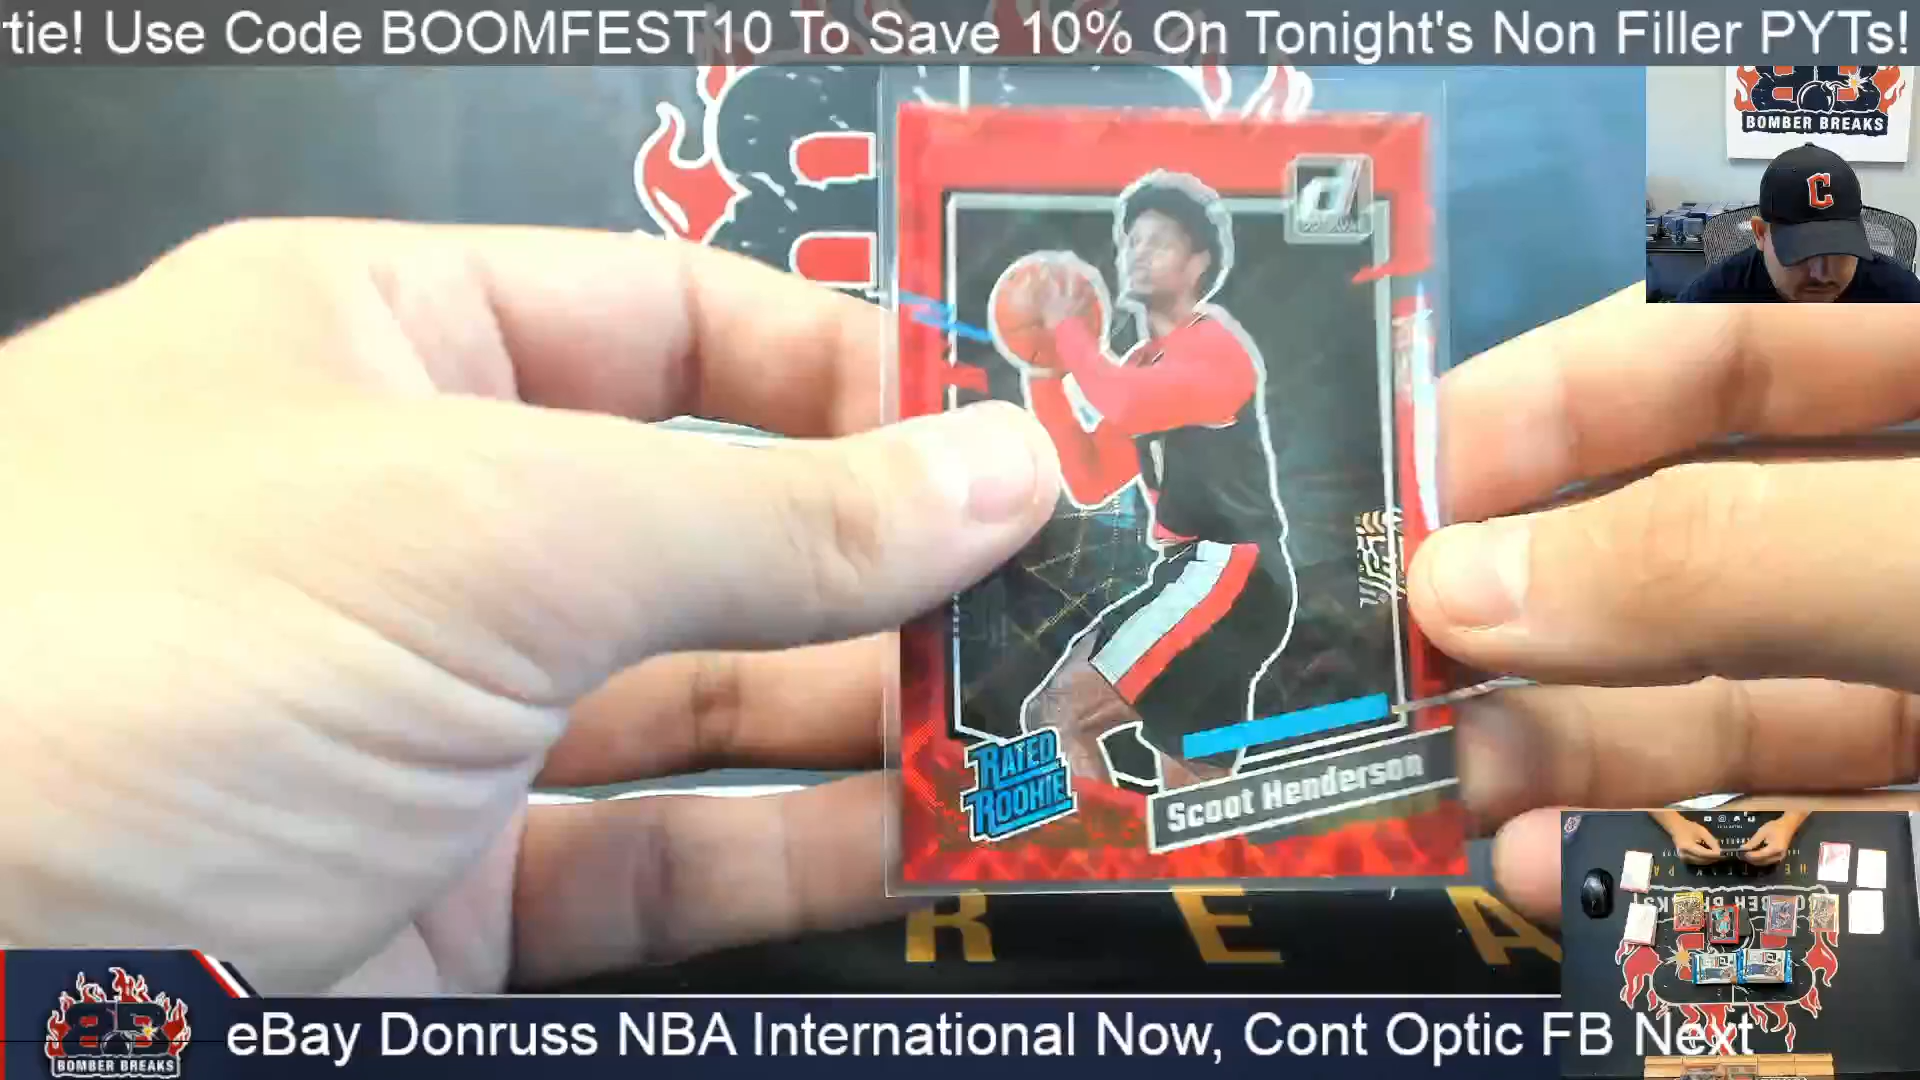 tie! Use Code BOOMFEST10 To Save 10% On Tonight's Non Filler PYTs!
BOMBER BREAKS
C
d
RATED
ROOKIE
Scoot Henderson
R E A
eBay Donruss NBA International Now, Cont Optic FB Next
BOMBER BREAKS